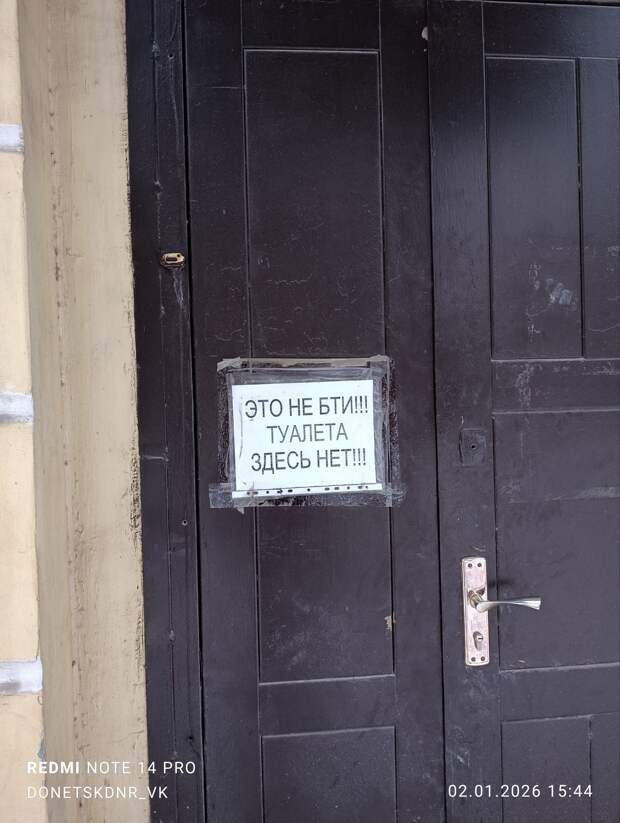 ЭТО НЕ БТИ!!!
ТУАЛЕТА
ЗДЕСЬ НЕТ!!!
REDMI NOTE 14 PRO
DONETSKDNR_VK
02.01.2026 15:44